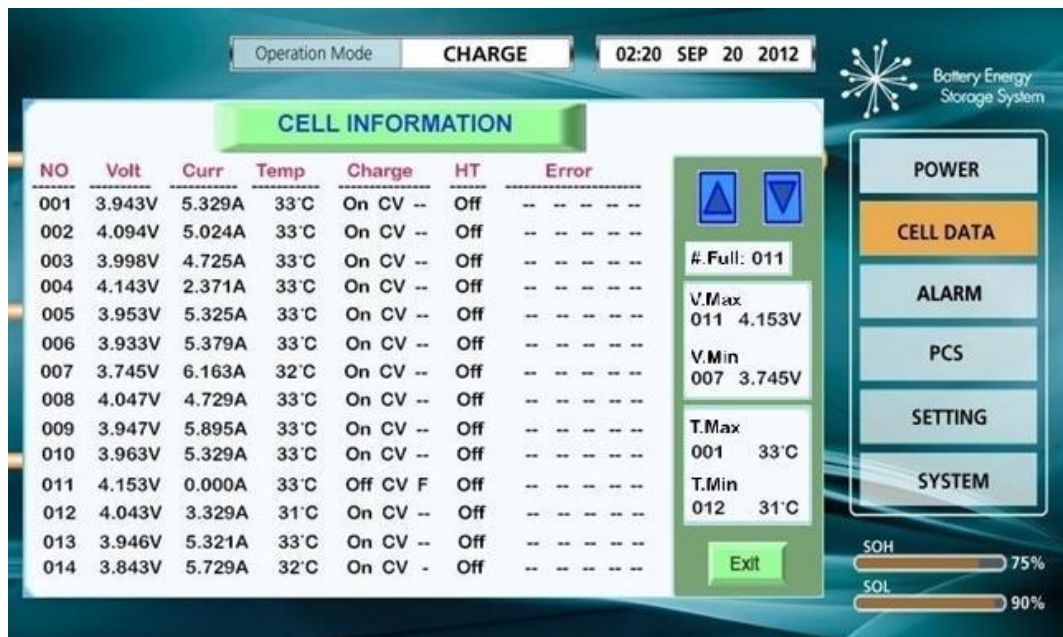 Operation Mode CHARGE 02:20 SEP 20 2012
Battery Energy
Storage System
CELL INFORMATION
NO Volt Curr Temp Charge HT Error
001 3.943V 5.329A 33°C On CV -- Off -- -- -- -- --
002 4.094V 5.024A 33°C On CV -- Off -- -- -- -- --
003 3.998V 4.725A 33°C On CV -- Off -- -- -- -- --
004 4.143V 2.371A 33°C On CV -- Off -- -- -- -- --
005 3.953V 5.325A 33°C On CV -- Off -- -- -- -- --
006 3.933V 5.379A 33°C On CV -- Off -- -- -- -- --
007 3.745V 6.163A 32°C On CV -- Off -- -- -- -- --
008 4.047V 4.729A 33°C On CV -- Off -- -- -- -- --
009 3.947V 5.895A 33°C On CV -- Off -- -- -- -- --
010 3.963V 5.329A 33°C On CV -- Off -- -- -- -- --
011 4.153V 0.000A 33°C Off CV F Off -- -- -- -- --
012 4.043V 3.329A 31°C On CV -- Off -- -- -- -- --
013 3.946V 5.321A 33°C On CV -- Off -- -- -- -- --
014 3.843V 5.729A 32°C On CV - Off -- -- -- -- --
#.Full: 011
V.Max
011 4.153V
V.Min
007 3.745V
T.Max
001 33°C
T.Min
012 31°C
Exit
POWER
CELL DATA
ALARM
PCS
SETTING
SYSTEM
SOH
75%
SOL
90%